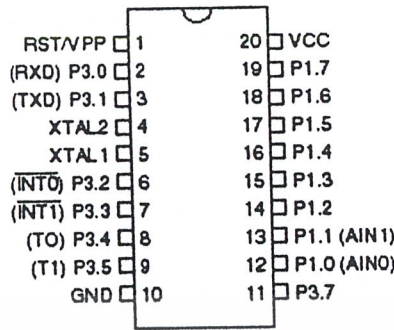 RST/VPP 1 20 VCC
(RXD) P3.0 2 19 P1.7
(TXD) P3.1 3 18 P1.6
XTAL2 4 17 P1.5
XTAL1 5 16 P1.4
(INT0) P3.2 6 15 P1.3
(INT1) P3.3 7 14 P1.2
(TO) P3.4 8 13 P1.1 (AIN1)
(T1) P3.5 9 12 P1.0 (AIN0)
GND 10 11 P3.7